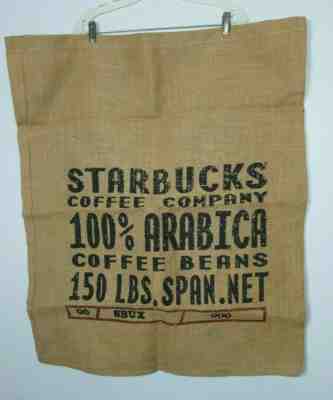 STARBUCKS
COFFEE COMPANY
100% ARABICA
COFFEE BEANS
150 LBS. SPAN.NET
SBUX